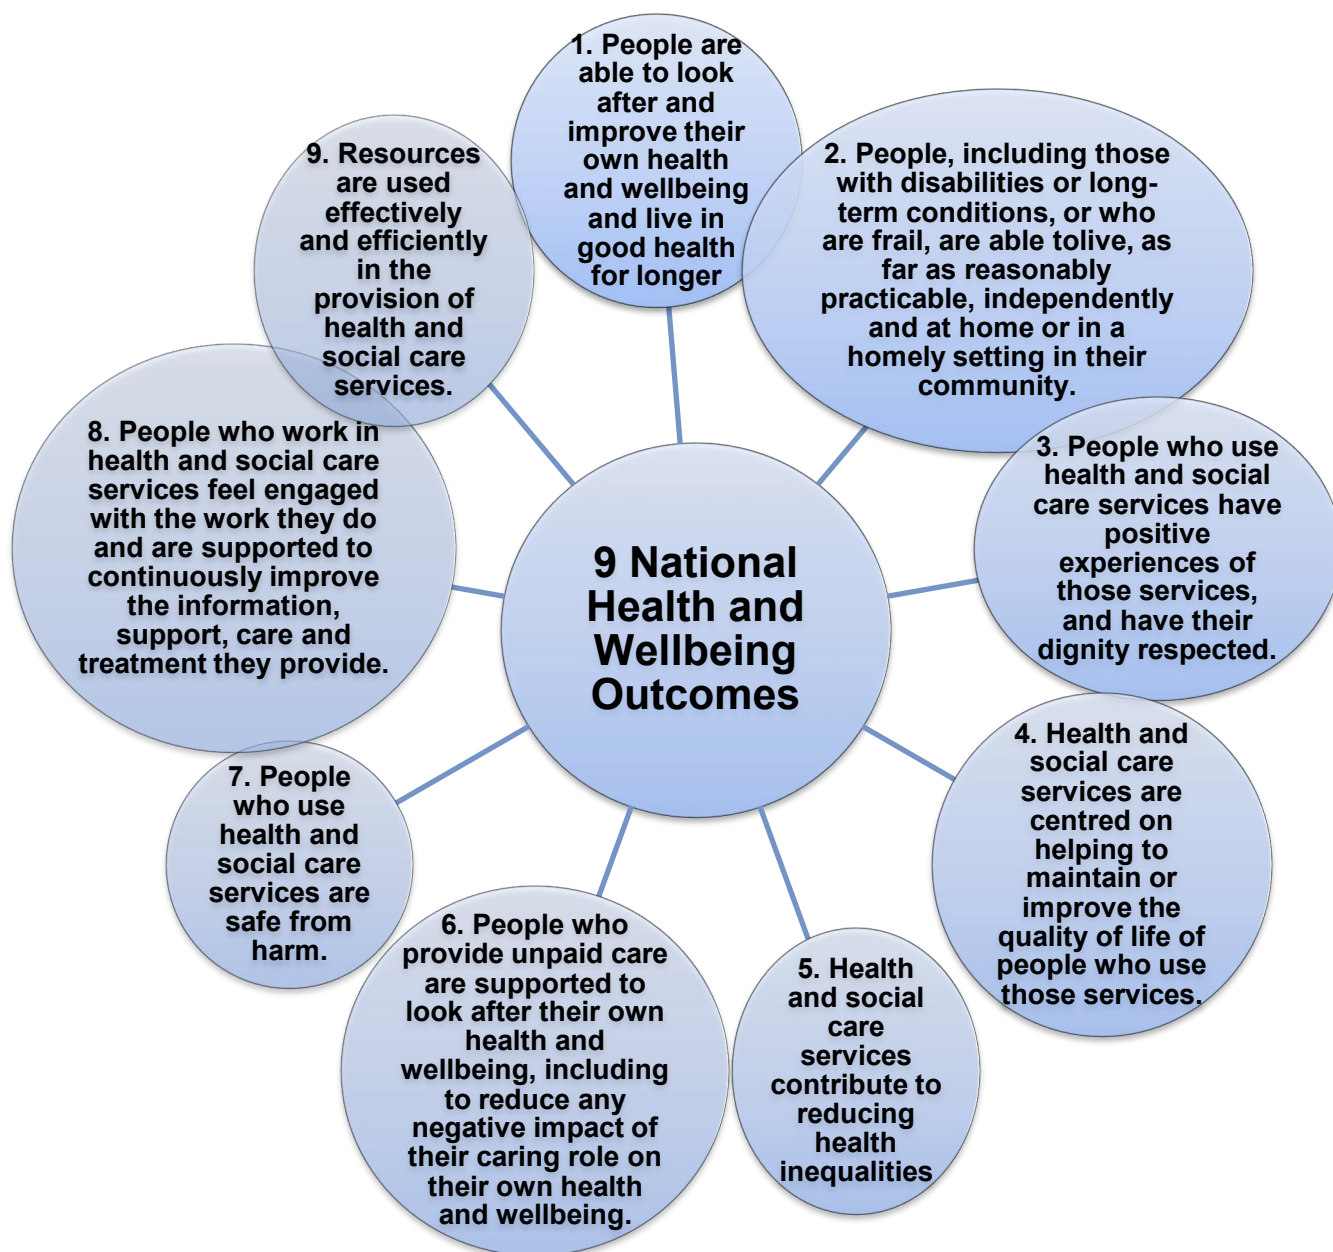 1. People are
able to look
after and
improve their
own health
and wellbeing
and live in
good health
for longer
2. People, including those
with disabilities or long-
term conditions, or who
are frail, are able tolive, as
far as reasonably
practicable, independently
and at home or in a
homely setting in their
community.
3. People who use
health and social
care services have
positive
experiences of
those services,
and have their
dignity respected.
4. Health and
social care
services are
centred on
helping to
maintain or
improve the
quality of life of
people who use
those services.
5. Health
and social
care
services
contribute to
reducing
health
inequalities
6. People who
provide unpaid care
are supported to
look after their own
health and
wellbeing, including
to reduce any
negative impact of
their caring role on
their own health
and wellbeing.
7. People
who use
health and
social care
services are
safe from
harm.
8. People who work in
health and social care
services feel engaged
with the work they do
and are supported to
continuously improve
the information,
support, care and
treatment they provide.
9. Resources
are used
effectively
and efficiently
in the
provision of
health and
social care
services.
9 National
Health and
Wellbeing
Outcomes